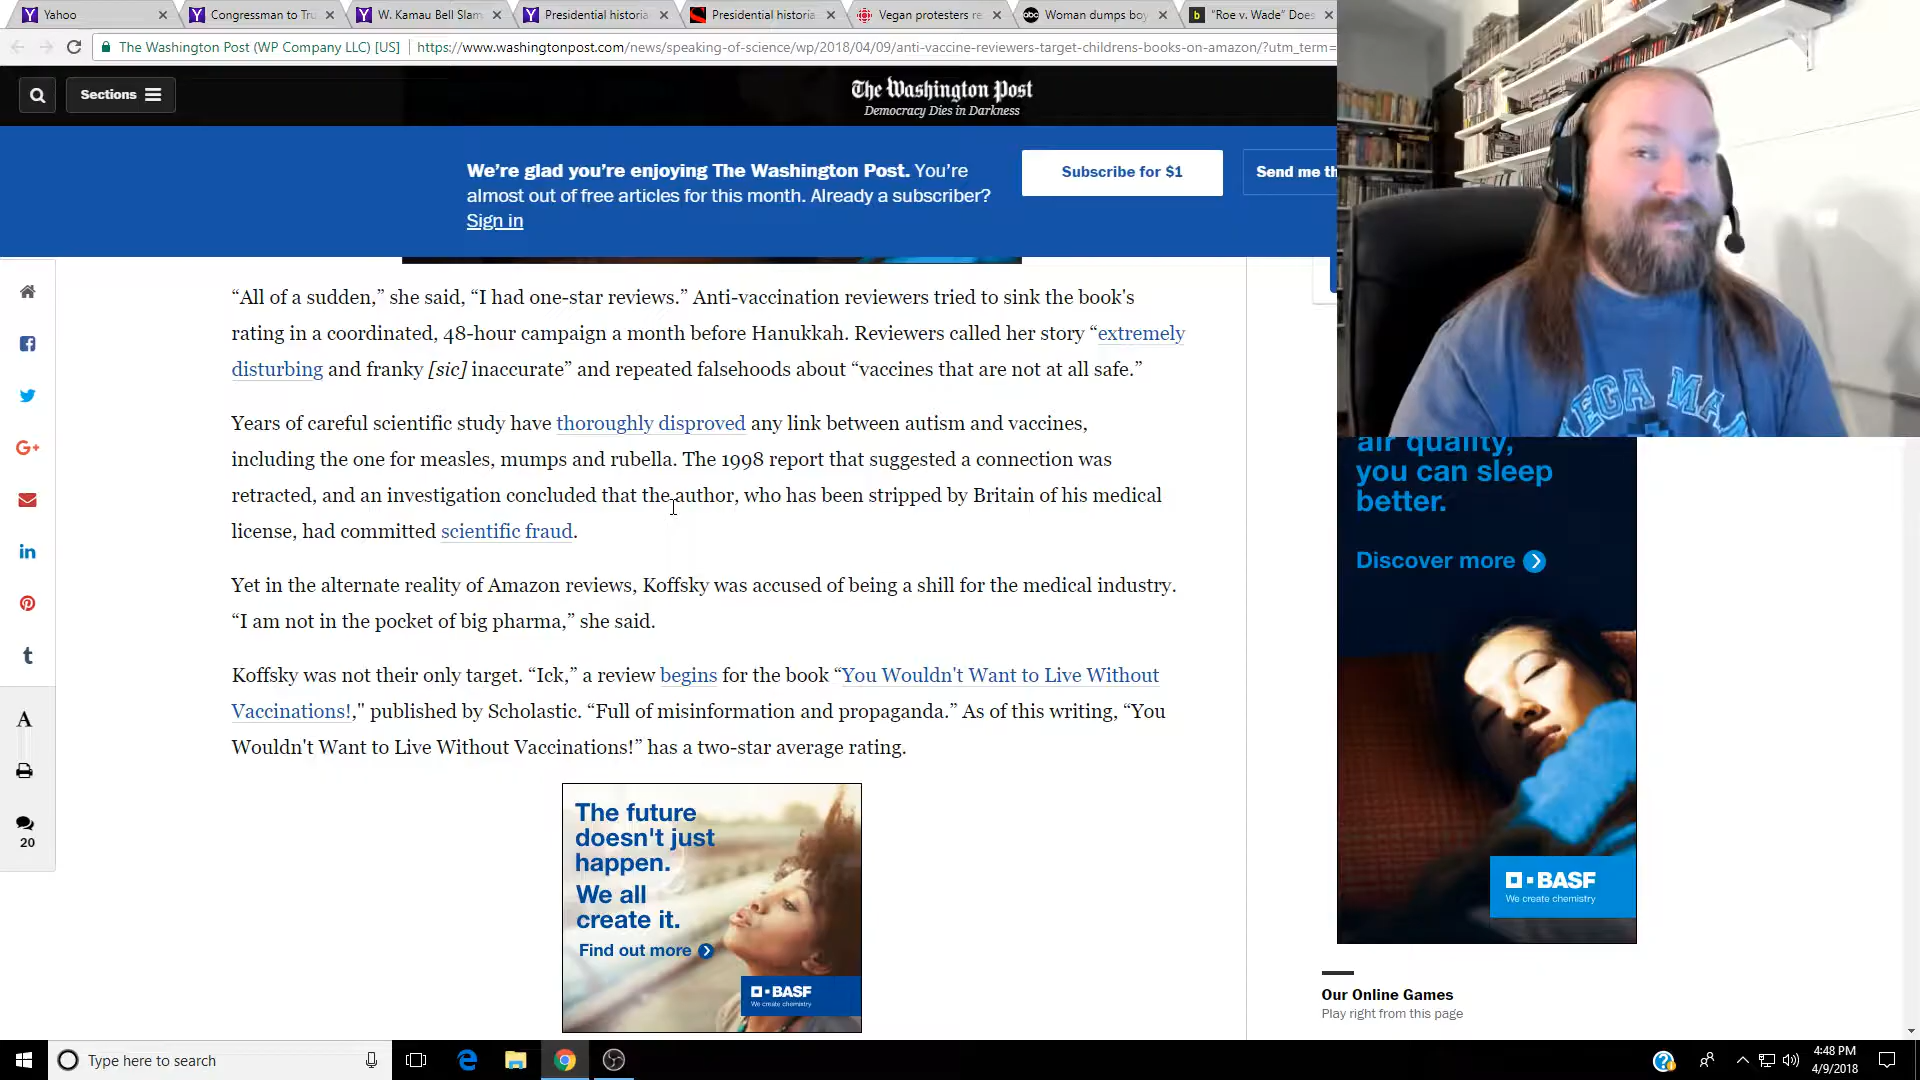 Yahoo
Congressman to Tru
W. Kamau Bell Slam
Presidential historia
Presidential historia
Vegan protesters re
Woman dumps boy
"Roe v. Wade" Does
The Washington Post (WP Company LLC) [US]
https://www.washingtonpost.com/news/speaking-of-science/wp/2018/04/09/anti-vaccine-reviewers-target-childrens-books-on-amazon/?utm_term=
Sections
The Washington Post
Democracy Dies in Darkness
We're glad you're enjoying The Washington Post. You're
almost out of free articles for this month. Already a subscriber?
Sign in
Subscribe for $1
Send me th
“All of a sudden,” she said, “I had one-star reviews.” Anti-vaccination reviewers tried to sink the book's
rating in a coordinated, 48-hour campaign a month before Hanukkah. Reviewers called her story “extremely
disturbing and franky [sic] inaccurate” and repeated falsehoods about “vaccines that are not at all safe.”
Years of careful scientific study have thoroughly disproved any link between autism and vaccines,
including the one for measles, mumps and rubella. The 1998 report that suggested a connection was
retracted, and an investigation concluded that the author, who has been stripped by Britain of his medical
license, had committed scientific fraud.
Yet in the alternate reality of Amazon reviews, Koffsky was accused of being a shill for the medical industry.
“I am not in the pocket of big pharma,” she said.
Koffsky was not their only target. “Ick,” a review begins for the book “You Wouldn't Want to Live Without
Vaccinations!," published by Scholastic. “Full of misinformation and propaganda.” As of this writing, “You
Wouldn't Want to Live Without Vaccinations!” has a two-star average rating.
A
20
The future
doesn't just
happen.
We all
create it.
Find out more
BASF
We create chemistry
MEGA MAN
air quality,
you can sleep
better.
Discover more
BASF
We create chemistry
Our Online Games
Play right from this page
Type here to search
4:48 PM
4/9/2018